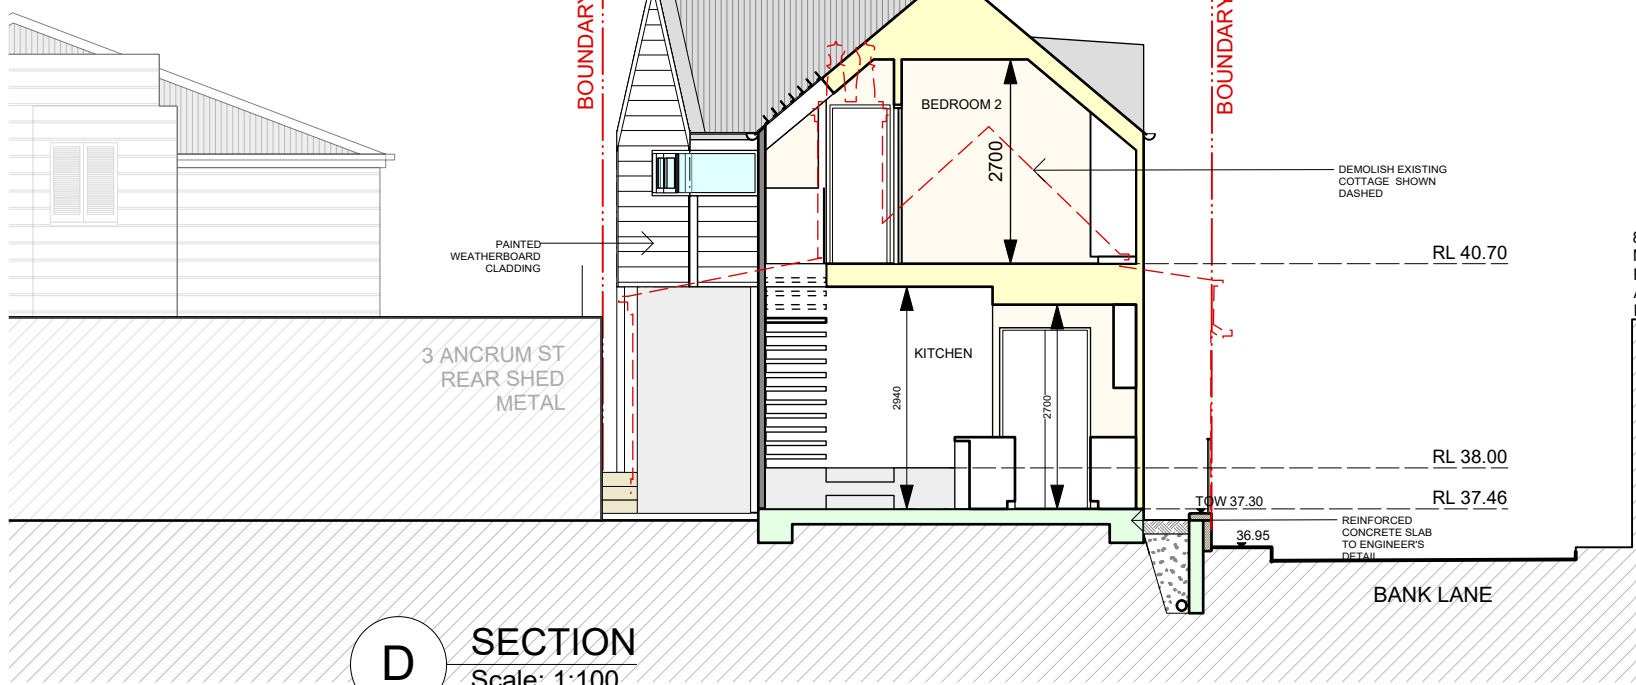 BOUNDARY
BOUNDARY
BEDROOM 2
2700
DEMOLISH EXISTING
COTTAGE SHOWN
DASHED
PAINTED
WEATHERBOARD
CLADDING
RL 40.70
3 ANCRUM ST
REAR SHED
METAL
KITCHEN
2940
2700
RL 38.00
RL 37.46
TOW 37.30
REINFORCED
CONCRETE SLAB
TO ENGINEER'S
DETAIL
36.95
BANK LANE
D
SECTION
Scale: 1:100